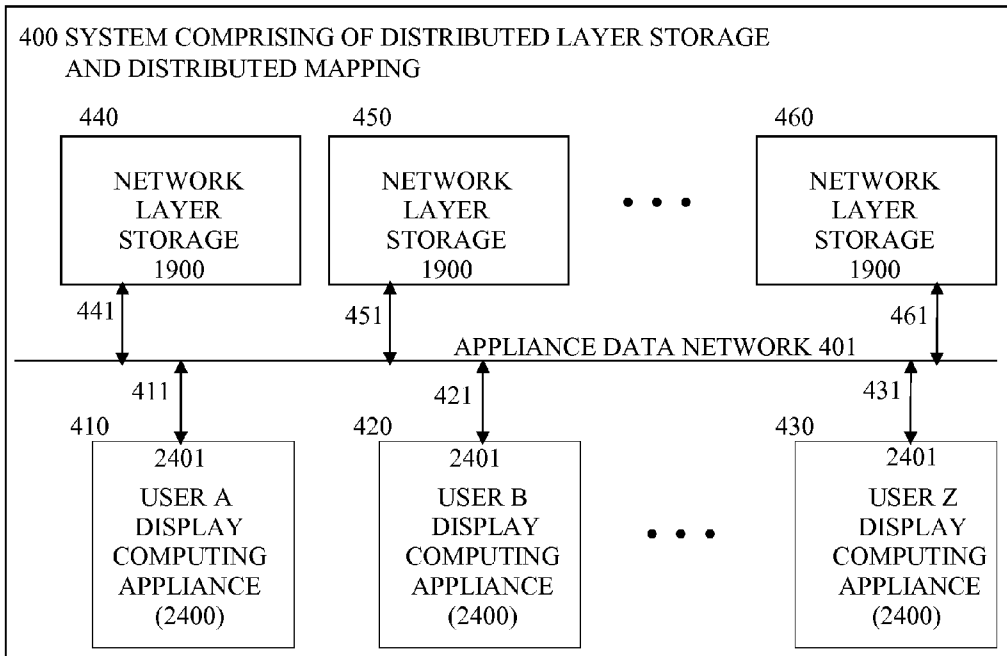 400 SYSTEM COMPRISING OF DISTRIBUTED LAYER STORAGE
AND DISTRIBUTED MAPPING
440
450
460
NETWORK
LAYER
STORAGE
1900
NETWORK
LAYER
STORAGE
1900
NETWORK
LAYER
STORAGE
1900
441
451
461
APPLIANCE DATA NETWORK 401
411
421
431
410
420
430
2401
USER A
DISPLAY
COMPUTING
APPLIANCE
(2400)
2401
USER B
DISPLAY
COMPUTING
APPLIANCE
(2400)
2401
USER Z
DISPLAY
COMPUTING
APPLIANCE
(2400)